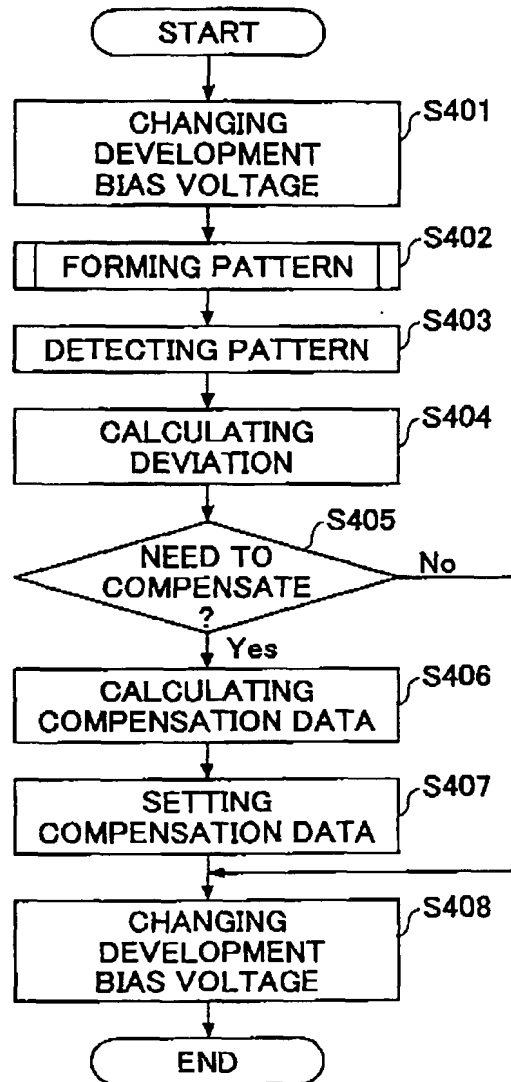 START
CHANGING
DEVELOPMENT
BIAS VOLTAGE
S401
FORMING PATTERN
S402
DETECTING PATTERN
S403
CALCULATING
DEVIATION
S404
NEED TO
COMPENSATE
?
S405
No
Yes
CALCULATING
COMPENSATION DATA
S406
SETTING
COMPENSATION DATA
S407
CHANGING
DEVELOPMENT
BIAS VOLTAGE
S408
END